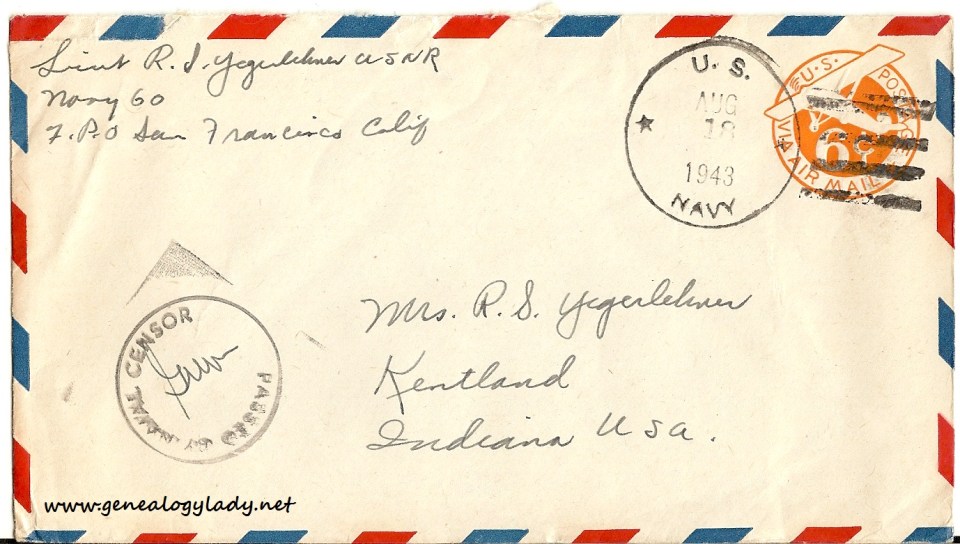 Lieut R. S. Yegerlehner USNR
Navy 60
F.P.O San Francisco Calif
U. S.
AUG
18
1943
NAVY
U.S. POSTAGE
6¢
VIA AIR MAIL
PASSED BY NAVAL CENSOR
Mrs. R. S. Yegerlehner
Kentland
Indiana USA.
www.genealogylady.net